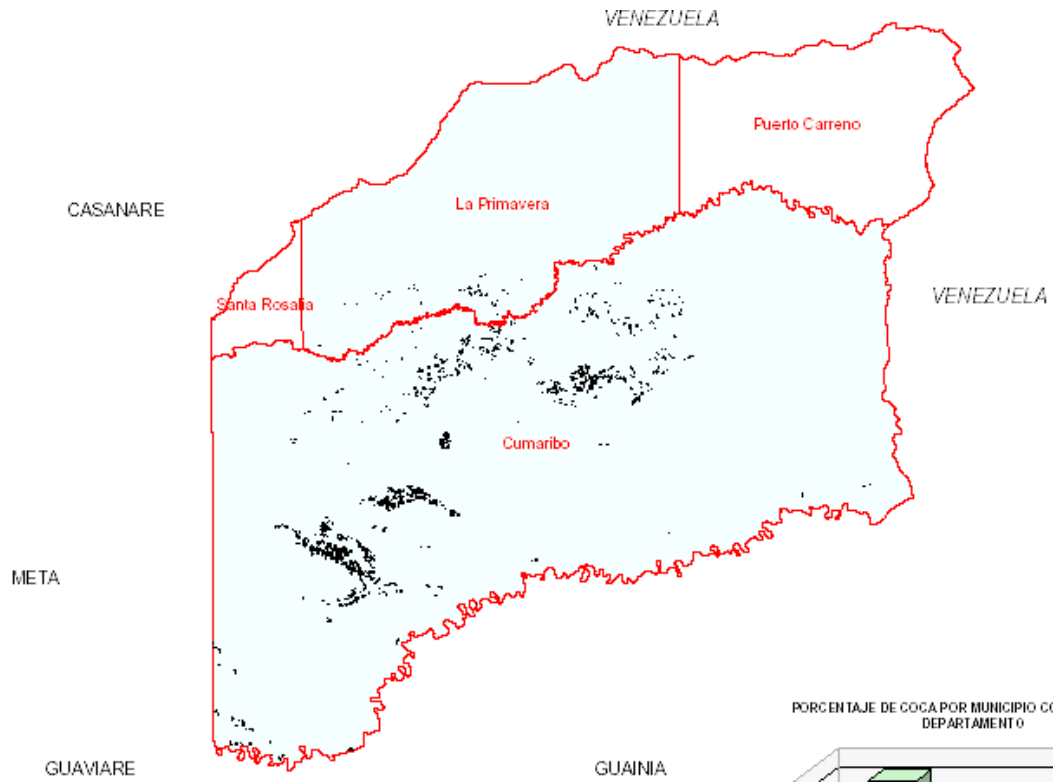 VENEZUELA
Puerto Carreno
CASANARE
La Primavera
Santa Rosalia
VENEZUELA
Cumaribo
META
PORCENTAJE DE COCA POR MUNICIPIO CO
DEPARTAMENTO
GUAVIARE
GUAINIA